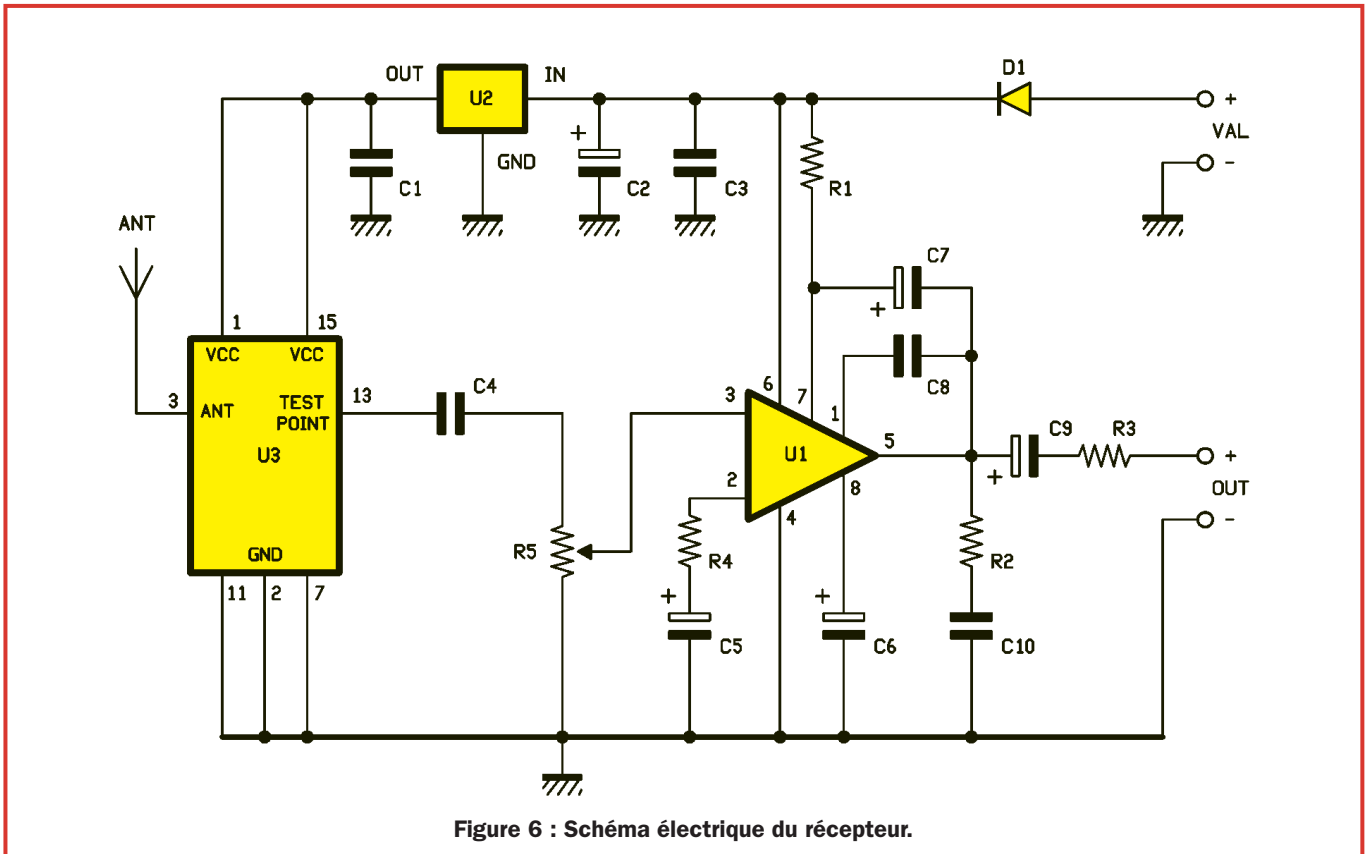 D1
OUT U2 IN
+ VAL -
GND
+
C1 C2 C3 R1
ANT
C7
+
1 15
VCC VCC
C8
3 ANT TEST POINT 13
C4
U3
3 6 7 1
U1
2 4 8 5
C9 R3
+
+ OUT -
R5
R4
R2
GND
11 2 7
+ C5
+ C6
C10
Figure 6 : Schéma électrique du récepteur.